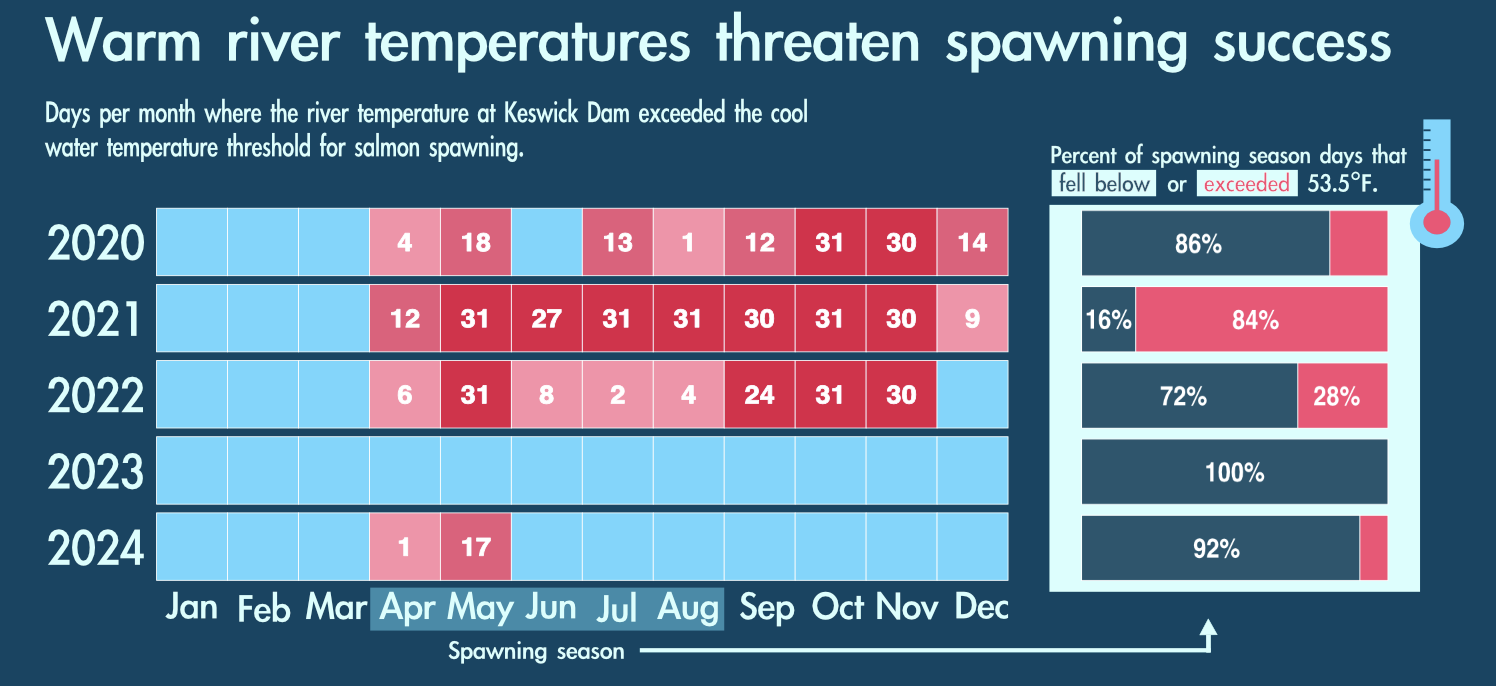 Warm river temperatures threaten spawning success
Days per month where the river temperature at Keswick Dam exceeded the cool
water temperature threshold for salmon spawning.
Percent of spawning season days that
fell below or exceeded 53.5°F.
2020 4 18 13 1 12 31 30 14 86%
2021 12 31 27 31 31 30 31 30 9 16% 84%
2022 6 31 8 2 4 24 31 30 72% 28%
2023 100%
2024 1 17 92%
Jan Feb Mar Apr May Jun Jul Aug Sep Oct Nov Dec
Spawning season